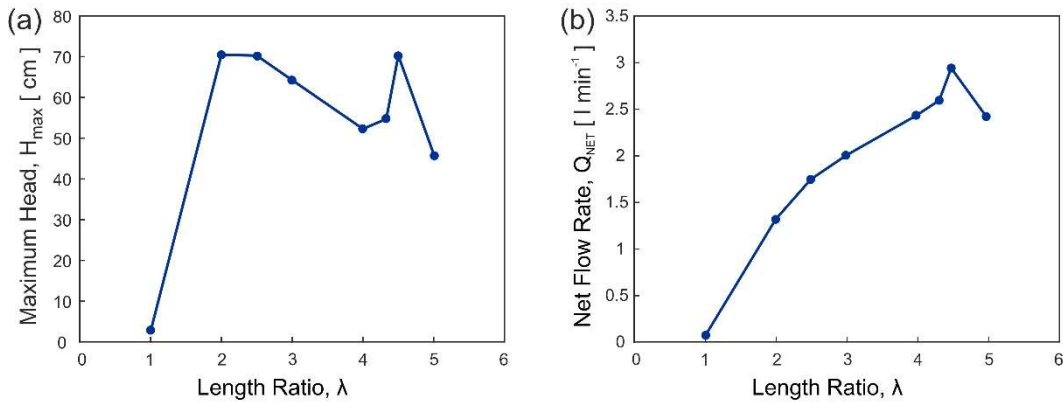 (a)
80
70
60
50
40
30
20
10
0
Maximum Head, Hmax [ cm ]
0 1 2 3 4 5 6
Length Ratio, λ
(b)
3.5
3
2.5
2
1.5
1
0.5
0
Net Flow Rate, QNET [ l min-1 ]
0 1 2 3 4 5 6
Length Ratio, λ